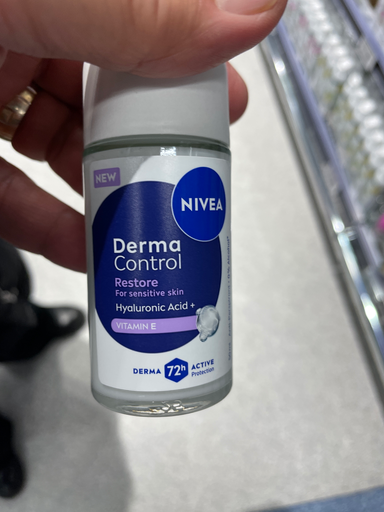 NEW
NIVEA
Derma
Control
Restore
For sensitive skin
Hyaluronic Acid +
VITAMIN E
DERMA 72h ACTIVE
Protection